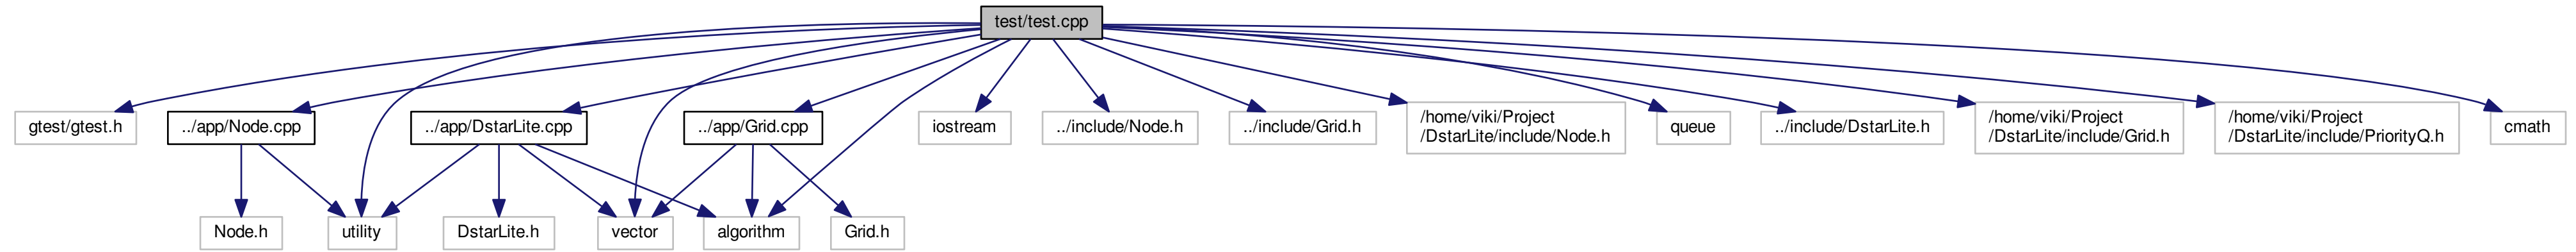 test/test.cpp
gtest/gtest.h
../app/Node.cpp
../app/DstarLite.cpp
../app/Grid.cpp
iostream
../include/Node.h
../include/Grid.h
/home/viki/Project
/DstarLite/include/Node.h
queue
../include/DstarLite.h
/home/viki/Project
/DstarLite/include/Grid.h
/home/viki/Project
/DstarLite/include/PriorityQ.h
cmath
Node.h
utility
DstarLite.h
vector
algorithm
Grid.h